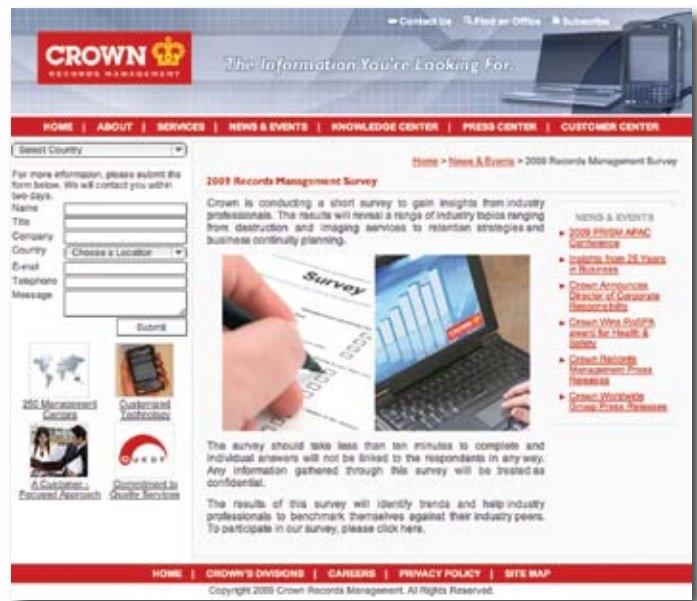 Contact Us Find an Office Subscribe
CROWN
RECORDS MANAGEMENT
The Information You're Looking For.
HOME | ABOUT | SERVICES | NEWS & EVENTS | KNOWLEDGE CENTER | PRESS CENTER | CUSTOMER CENTER
Select Country
For more information, please submit the
form below. We will contact you within
two days.
Name
Title
Company
Country Choose a Location
E-mail
Telephone
Message
Submit
250 Management
Centers
Customized
Technology
A Customer -
Focused Approach
QUEST
Commitment to
Quality Services
Home > News & Events > 2009 Records Management Survey
2009 Records Management Survey
Crown is conducting a short survey to gain insights from industry
professionals. The results will reveal a range of industry topics ranging
from destruction and imaging services to retention strategies and
business continuity planning.
Survey
CROWN
The survey should take less than ten minutes to complete and
individual answers will not be linked to the respondants in any way.
Any information gathered through this survey will be treated as
confidential.
The results of this survey will identify trends and help industry
professionals to benchmark themselves against their industry peers.
To participate in our survey, please click here.
NEWS & EVENTS
2009 PRISM APAC
Conference
Insights from 25 Years
in Business
Crown Announces
Director of Corporate
Responsibility
Crown Wins RoSPA
award for Health &
Safety
Crown Records
Management Press
Releases
Crown Worldwide
Group Press Releases
HOME | CROWN'S DIVISIONS | CAREERS | PRIVACY POLICY | SITE MAP
Copyright 2009 Crown Records Management. All Rights Reserved.